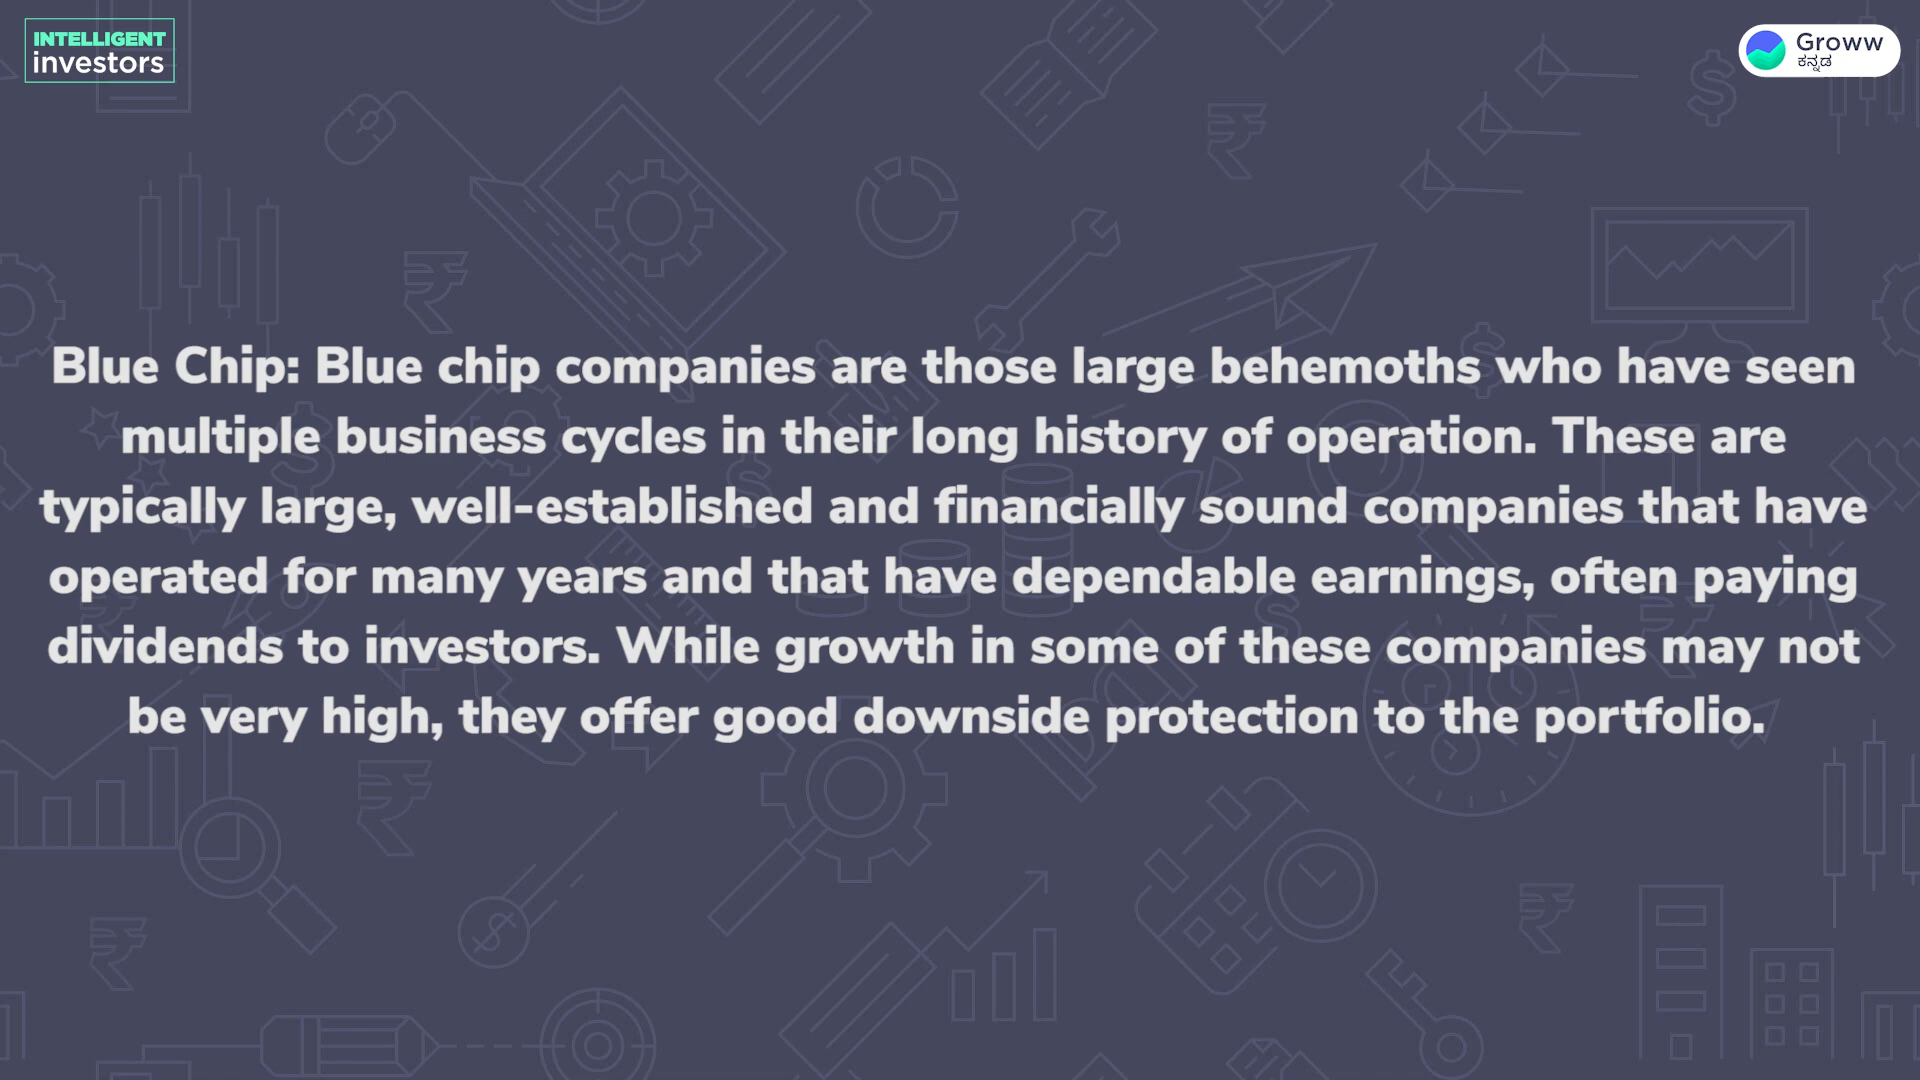 INTELLIGENT
investors
Groww
ಕನ್ನಡ
Blue Chip: Blue chip companies are those large behemoths who have seen
multiple business cycles in their long history of operation. These are
typically large, well-established and financially sound companies that have
operated for many years and that have dependable earnings, often paying
dividends to investors. While growth in some of these companies may not
be very high, they offer good downside protection to the portfolio.